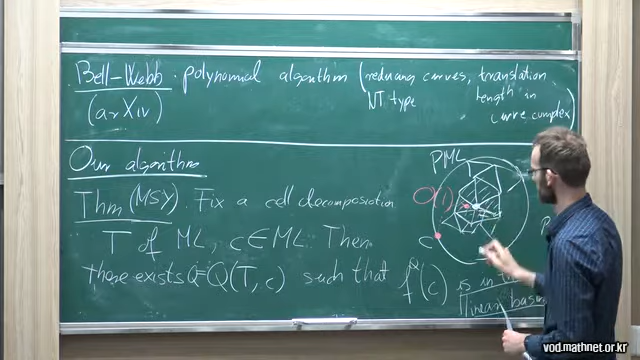 Bell-Webb · polynomial algorithm (reducing curves, translation
(arXiv) NT type length in
curve complex)
Our algorithm
PML
Thm (MSY). Fix a cell decomposition O(1)
T of ML, c∈ML. Then c
there exists Q=Q(T,c) such that f^Q(c) is in the
linear basin
vod.mathnet.or.kr